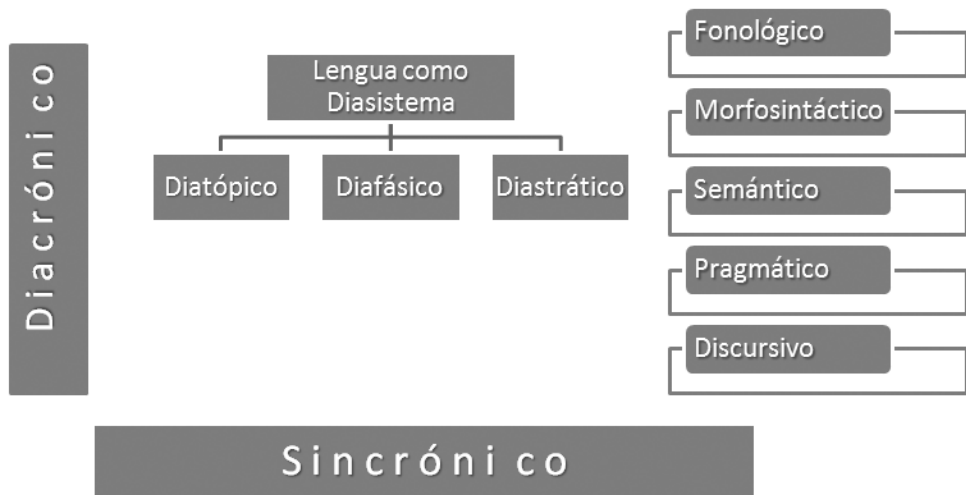 Diacrónico
Lengua como
Diasistema
Diatópico
Diafásico
Diastrático
Fonológico
Morfosintáctico
Semántico
Pragmático
Discursivo
Sincrónico